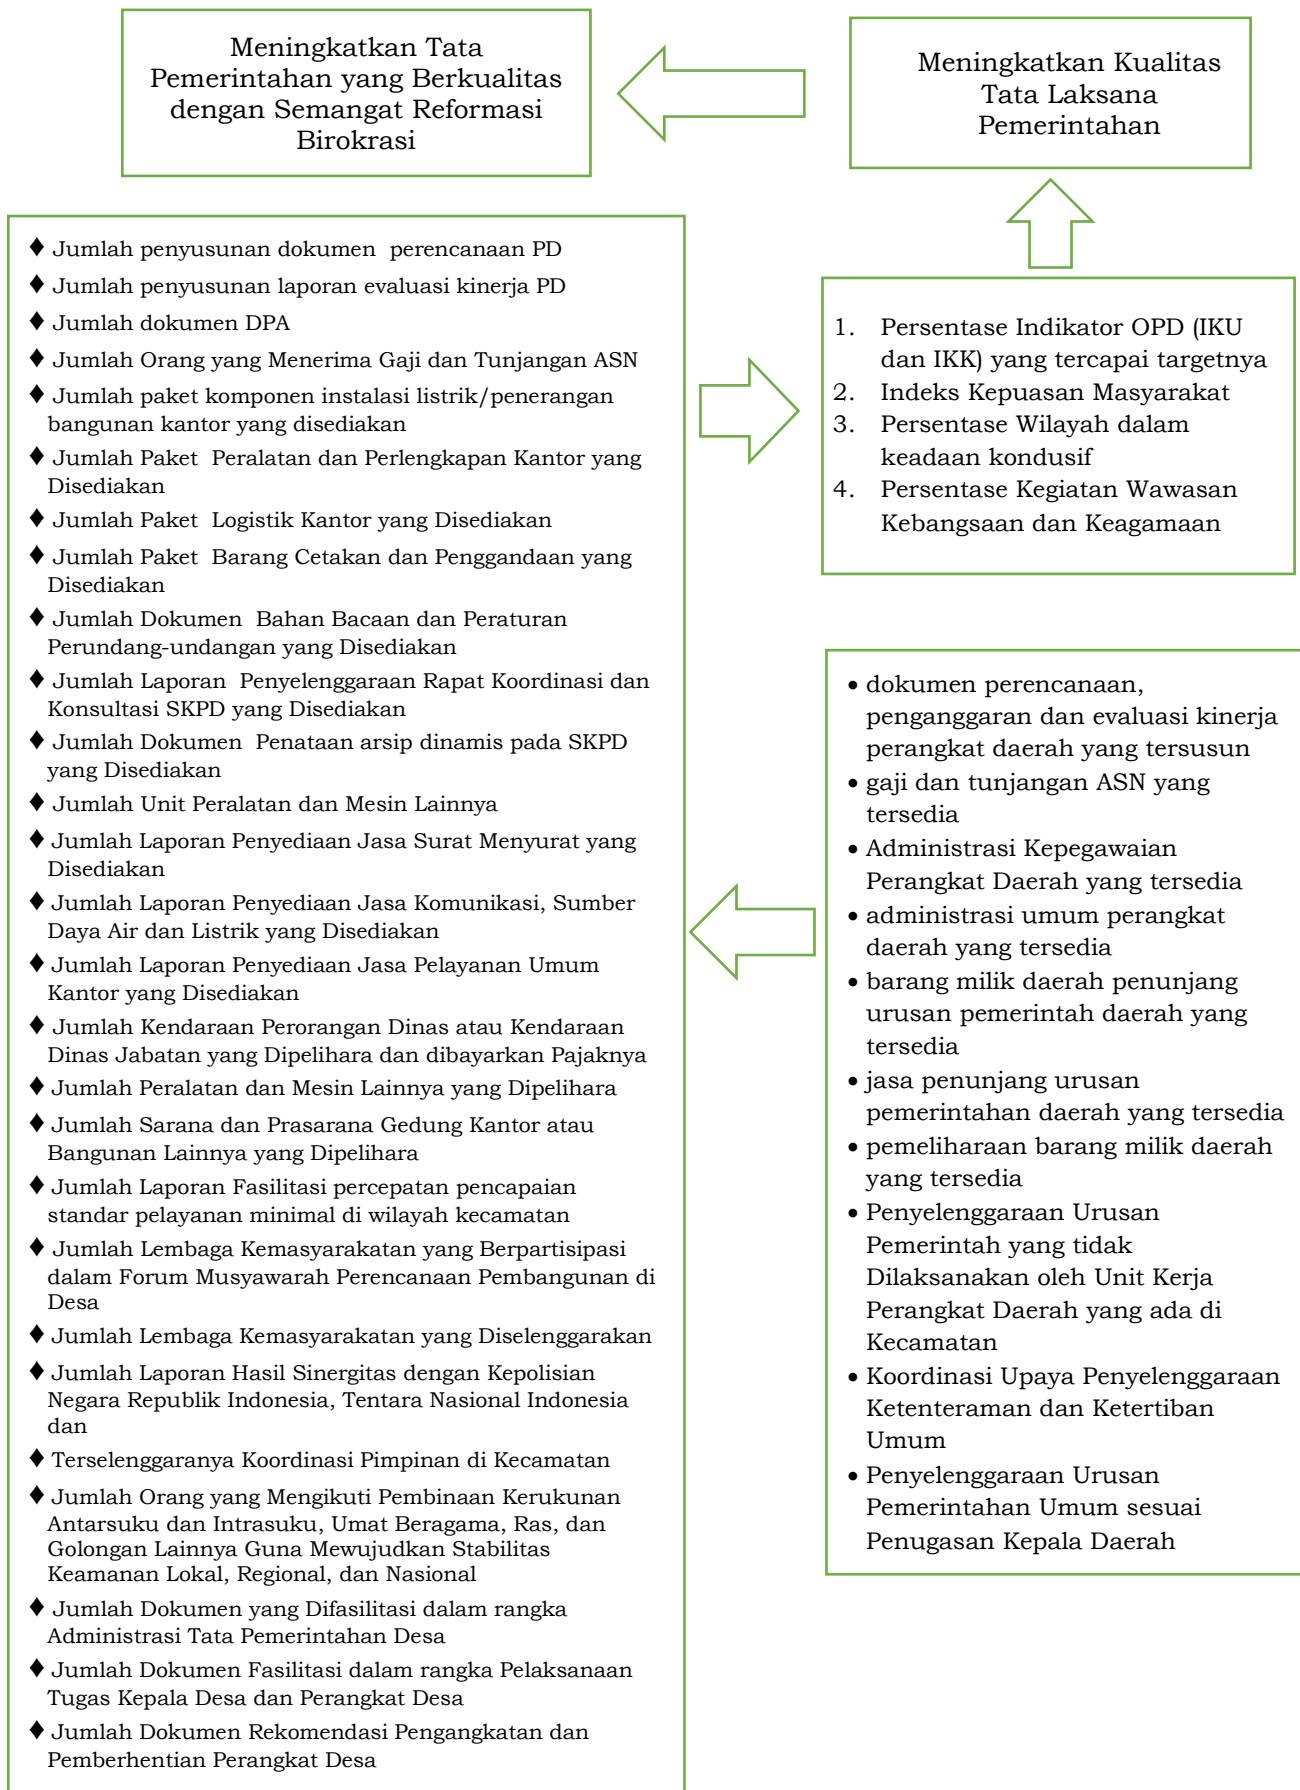 Meningkatkan Tata
Pemerintahan yang Berkualitas
dengan Semangat Reformasi
Birokrasi
Meningkatkan Kualitas
Tata Laksana
Pemerintahan
♦ Jumlah penyusunan dokumen perencanaan PD
♦ Jumlah penyusunan laporan evaluasi kinerja PD
♦ Jumlah dokumen DPA
♦ Jumlah Orang yang Menerima Gaji dan Tunjangan ASN
♦ Jumlah paket komponen instalasi listrik/penerangan
bangunan kantor yang disediakan
♦ Jumlah Paket Peralatan dan Perlengkapan Kantor yang
Disediakan
♦ Jumlah Paket Logistik Kantor yang Disediakan
♦ Jumlah Paket Barang Cetakan dan Penggandaan yang
Disediakan
♦ Jumlah Dokumen Bahan Bacaan dan Peraturan
Perundang-undangan yang Disediakan
♦ Jumlah Laporan Penyelenggaraan Rapat Koordinasi dan
Konsultasi SKPD yang Disediakan
♦ Jumlah Dokumen Penataan arsip dinamis pada SKPD
yang Disediakan
♦ Jumlah Unit Peralatan dan Mesin Lainnya
♦ Jumlah Laporan Penyediaan Jasa Surat Menyurat yang
Disediakan
♦ Jumlah Laporan Penyediaan Jasa Komunikasi, Sumber
Daya Air dan Listrik yang Disediakan
♦ Jumlah Laporan Penyediaan Jasa Pelayanan Umum
Kantor yang Disediakan
♦ Jumlah Kendaraan Perorangan Dinas atau Kendaraan
Dinas Jabatan yang Dipelihara dan dibayarkan Pajaknya
♦ Jumlah Peralatan dan Mesin Lainnya yang Dipelihara
♦ Jumlah Sarana dan Prasarana Gedung Kantor atau
Bangunan Lainnya yang Dipelihara
♦ Jumlah Laporan Fasilitasi percepatan pencapaian
standar pelayanan minimal di wilayah kecamatan
♦ Jumlah Lembaga Kemasyarakatan yang Berpartisipasi
dalam Forum Musyawarah Perencanaan Pembangunan di
Desa
♦ Jumlah Lembaga Kemasyarakatan yang Diselenggarakan
♦ Jumlah Laporan Hasil Sinergitas dengan Kepolisian
Negara Republik Indonesia, Tentara Nasional Indonesia
dan
♦ Terselenggaranya Koordinasi Pimpinan di Kecamatan
♦ Jumlah Orang yang Mengikuti Pembinaan Kerukunan
Antarsuku dan Intrasuku, Umat Beragama, Ras, dan
Golongan Lainnya Guna Mewujudkan Stabilitas
Keamanan Lokal, Regional, dan Nasional
♦ Jumlah Dokumen yang Difasilitasi dalam rangka
Administrasi Tata Pemerintahan Desa
♦ Jumlah Dokumen Fasilitasi dalam rangka Pelaksanaan
Tugas Kepala Desa dan Perangkat Desa
♦ Jumlah Dokumen Rekomendasi Pengangkatan dan
Pemberhentian Perangkat Desa
1. Persentase Indikator OPD (IKU
dan IKK) yang tercapai targetnya
2. Indeks Kepuasan Masyarakat
3. Persentase Wilayah dalam
keadaan kondusif
4. Persentase Kegiatan Wawasan
Kebangsaan dan Keagamaan
• dokumen perencanaan,
penganggaran dan evaluasi kinerja
perangkat daerah yang tersusun
• gaji dan tunjangan ASN yang
tersedia
• Administrasi Kepegawaian
Perangkat Daerah yang tersedia
• administrasi umum perangkat
daerah yang tersedia
• barang milik daerah penunjang
urusan pemerintah daerah yang
tersedia
• jasa penunjang urusan
pemerintahan daerah yang tersedia
• pemeliharaan barang milik daerah
yang tersedia
• Penyelenggaraan Urusan
Pemerintah yang tidak
Dilaksanakan oleh Unit Kerja
Perangkat Daerah yang ada di
Kecamatan
• Koordinasi Upaya Penyelenggaraan
Ketenteraman dan Ketertiban
Umum
• Penyelenggaraan Urusan
Pemerintahan Umum sesuai
Penugasan Kepala Daerah